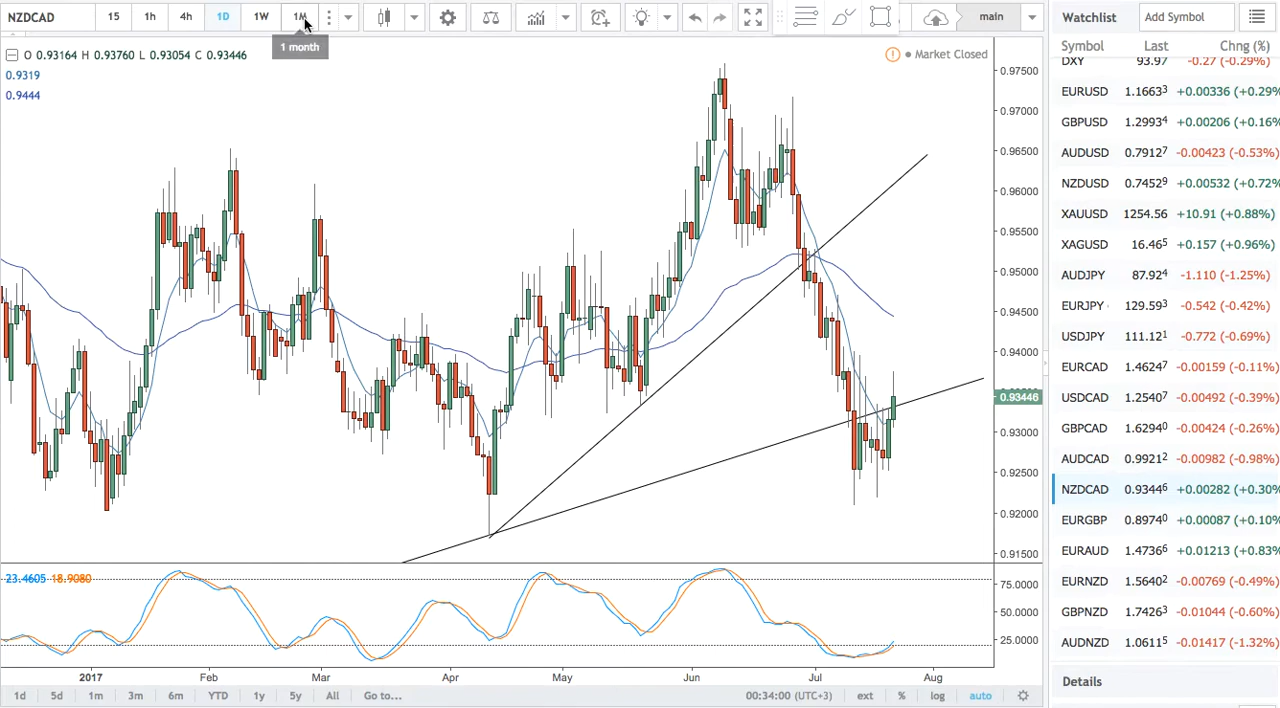 NZDCAD 15 1h 4h 1D 1W 1M main Watchlist Add Symbol
1 month
Symbol Last Chng (%)
O 0.93164 H 0.93760 L 0.93054 C 0.93446
Market Closed
0.9319
0.9444
DXY 93.97 -0.27 (-0.29%)
EURUSD 1.16633 +0.00336 (+0.29%
GBPUSD 1.29934 +0.00206 (+0.16%
AUDUSD 0.79127 -0.00423 (-0.53%)
NZDUSD 0.74529 +0.00532 (+0.72%
XAUUSD 1254.56 +10.91 (+0.88%)
XAGUSD 16.465 +0.157 (+0.96%)
AUDJPY 87.924 -1.110 (-1.25%)
EURJPY 129.593 -0.542 (-0.42%)
USDJPY 111.121 -0.772 (-0.69%)
EURCAD 1.46247 -0.00159 (-0.11%)
USDCAD 1.25407 -0.00492 (-0.39%)
GBPCAD 1.62940 -0.00424 (-0.26%)
AUDCAD 0.99212 -0.00982 (-0.98%)
NZDCAD 0.93446 +0.00282 (+0.30%
EURGBP 0.89740 +0.00087 (+0.10%
EURAUD 1.47366 +0.01213 (+0.83%
EURNZD 1.56402 -0.00769 (-0.49%)
GBPNZD 1.74263 -0.01044 (-0.60%)
AUDNZD 1.06115 -0.01417 (-1.32%)
Details
0.97500
0.97000
0.96500
0.96000
0.95500
0.95000
0.94500
0.94000
0.93446
0.93000
0.92500
0.92000
0.91500
23.4605 18.9080
75.0000
50.0000
25.0000
2017 Feb Mar Apr May Jun Jul Aug
1d 5d 1m 3m 6m YTD 1y 5y All Go to... 00:34:00 (UTC+3) ext % log auto